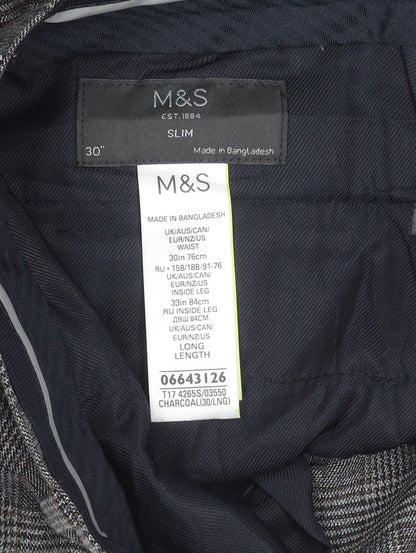 M&S
EST.1884
SLIM
30"
Made in Bangladesh
M&S
MADE IN BANGLADESH
UK/AUS/CAN/
EUR/NZ/US
WAIST
30in 76cm
RU • 158/188-91-76
UK/AUS/CAN/
EUR/NZ/US
INSIDE LEG
33in 84cm
RU INSIDE LEG
ДВШ 84CM
UK/AUS/CAN/
EUR/NZ/US
LONG
LENGTH
06643126
T17 4265S/03550
CHARCOAL(30/LNG)